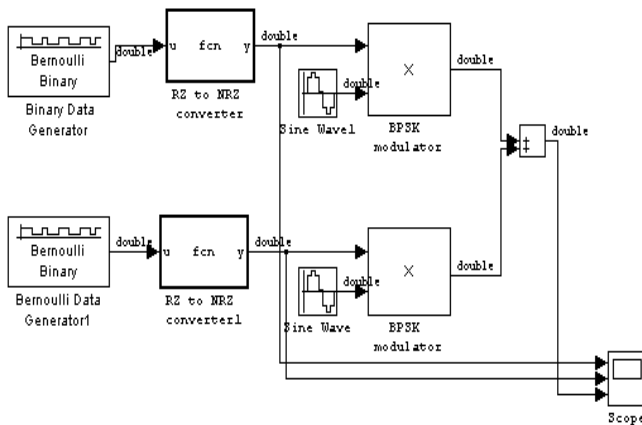 Bernoulli
Binary
Binary Data
Generator
double
u fcn y
RZ to NRZ
converter
double
Sine Wave1
double
X
BPSK
modulator
double
double
Bernoulli
Binary
Bernoulli Data
Generator1
double
u fcn y
RZ to NRZ
converter1
double
Sine Wave
double
X
BPSK
modulator
double
Scope